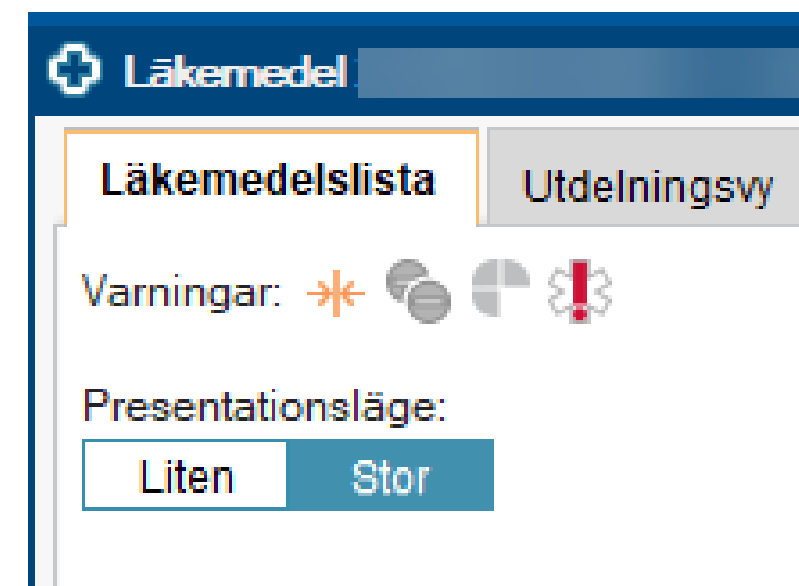 Läkemedel
Läkemedelslista Utdelningsvy
Varningar:
Presentationsläge:
Liten Stor